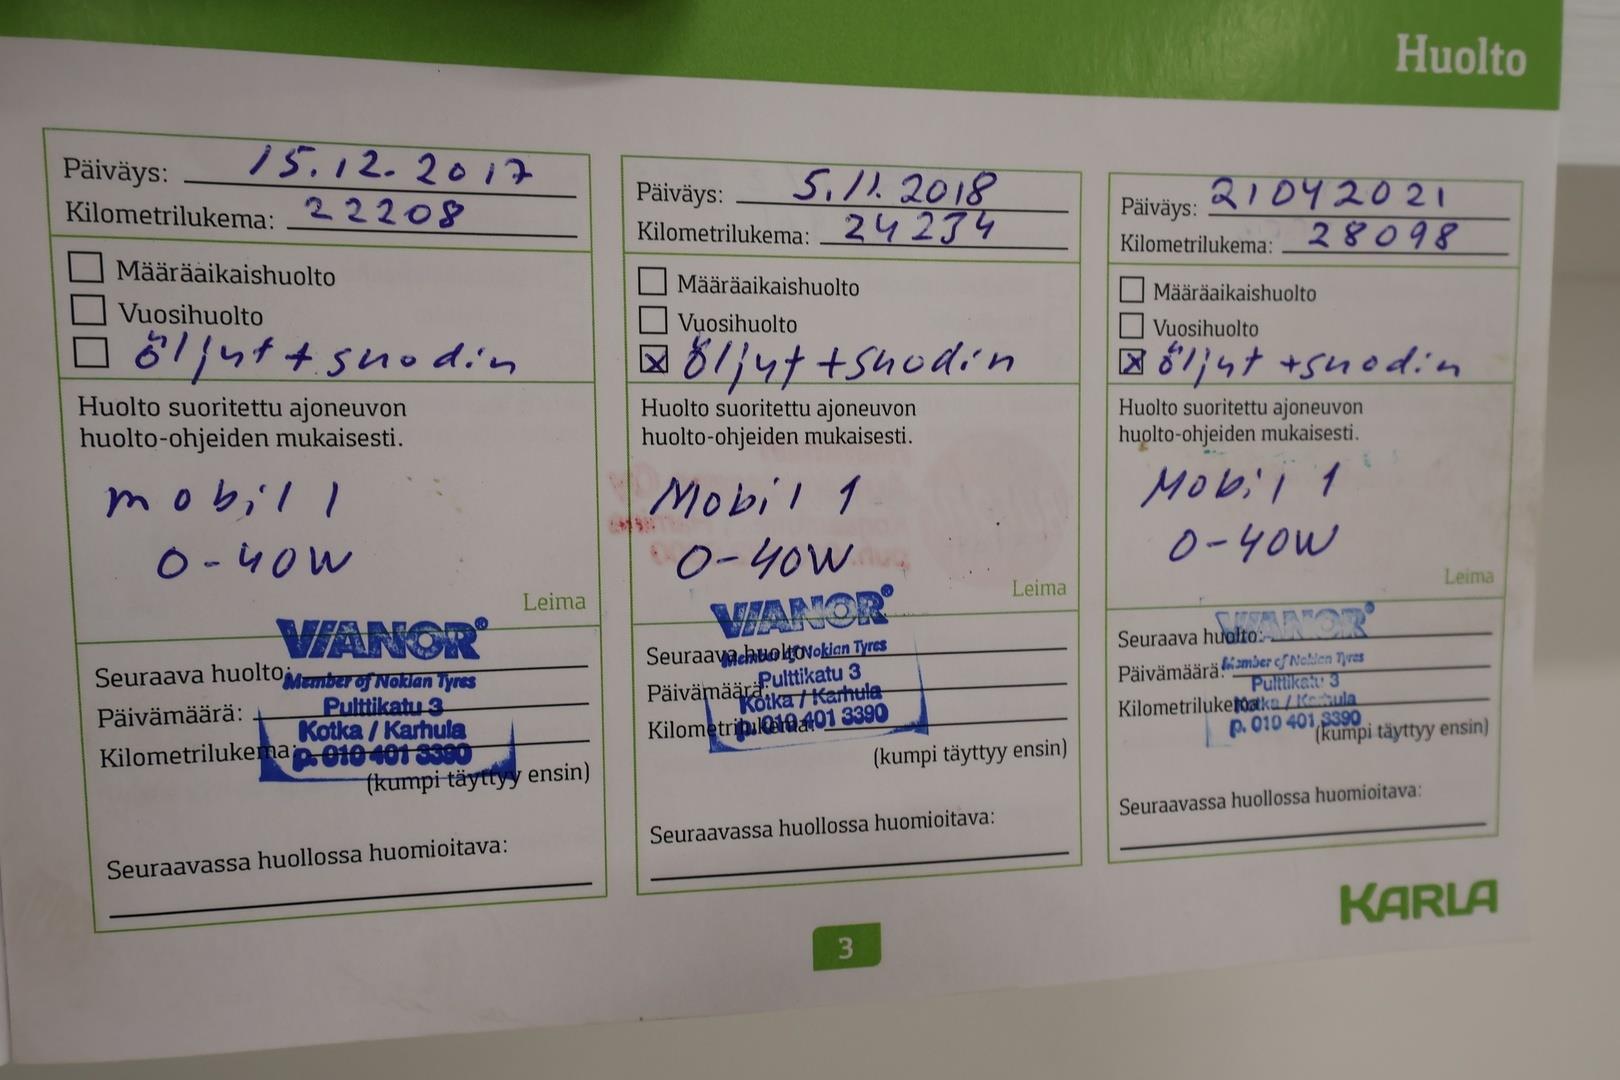 Huolto
Päiväys: 15.12.2017
Kilometrilukema: 22208
Määräaikaishuolto
Vuosihuolto
öljyt + suodin
Huolto suoritettu ajoneuvon
huolto-ohjeiden mukaisesti.
mobil 1
0-40W
Leima
VIANOR®
Seuraava huolto:
Member of Nokian Tyres
Päivämäärä:
Pulttikatu 3
Kotka / Karhula
Kilometrilukema:
p. 010 401 3390
(kumpi täyttyy ensin)
Seuraavassa huollossa huomioitava:
Päiväys: 5.11.2018
Kilometrilukema: 24234
Määräaikaishuolto
Vuosihuolto
x öljyt + suodin
Huolto suoritettu ajoneuvon
huolto-ohjeiden mukaisesti.
Mobil 1
0-40W
Leima
VIANOR®
Seuraava huolto:
Member of Nokian Tyres
Pulttikatu 3
Päivämäärä:
Kotka / Karhula
Kilometrilukema:
p. 010 401 3390
(kumpi täyttyy ensin)
Seuraavassa huollossa huomioitava:
Päiväys: 21042021
Kilometrilukema: 28098
Määräaikaishuolto
Vuosihuolto
x öljyt + suodin
Huolto suoritettu ajoneuvon
huolto-ohjeiden mukaisesti.
Mobil 1
0-40W
Leima
VIANOR®
Seuraava huolto:
Member of Nokian Tyres
Päivämäärä:
Pulttikatu 3
Kilometrilukema:
Kotka / Karhula
p. 010 401 3390
(kumpi täyttyy ensin)
Seuraavassa huollossa huomioitava:
KARLA
3